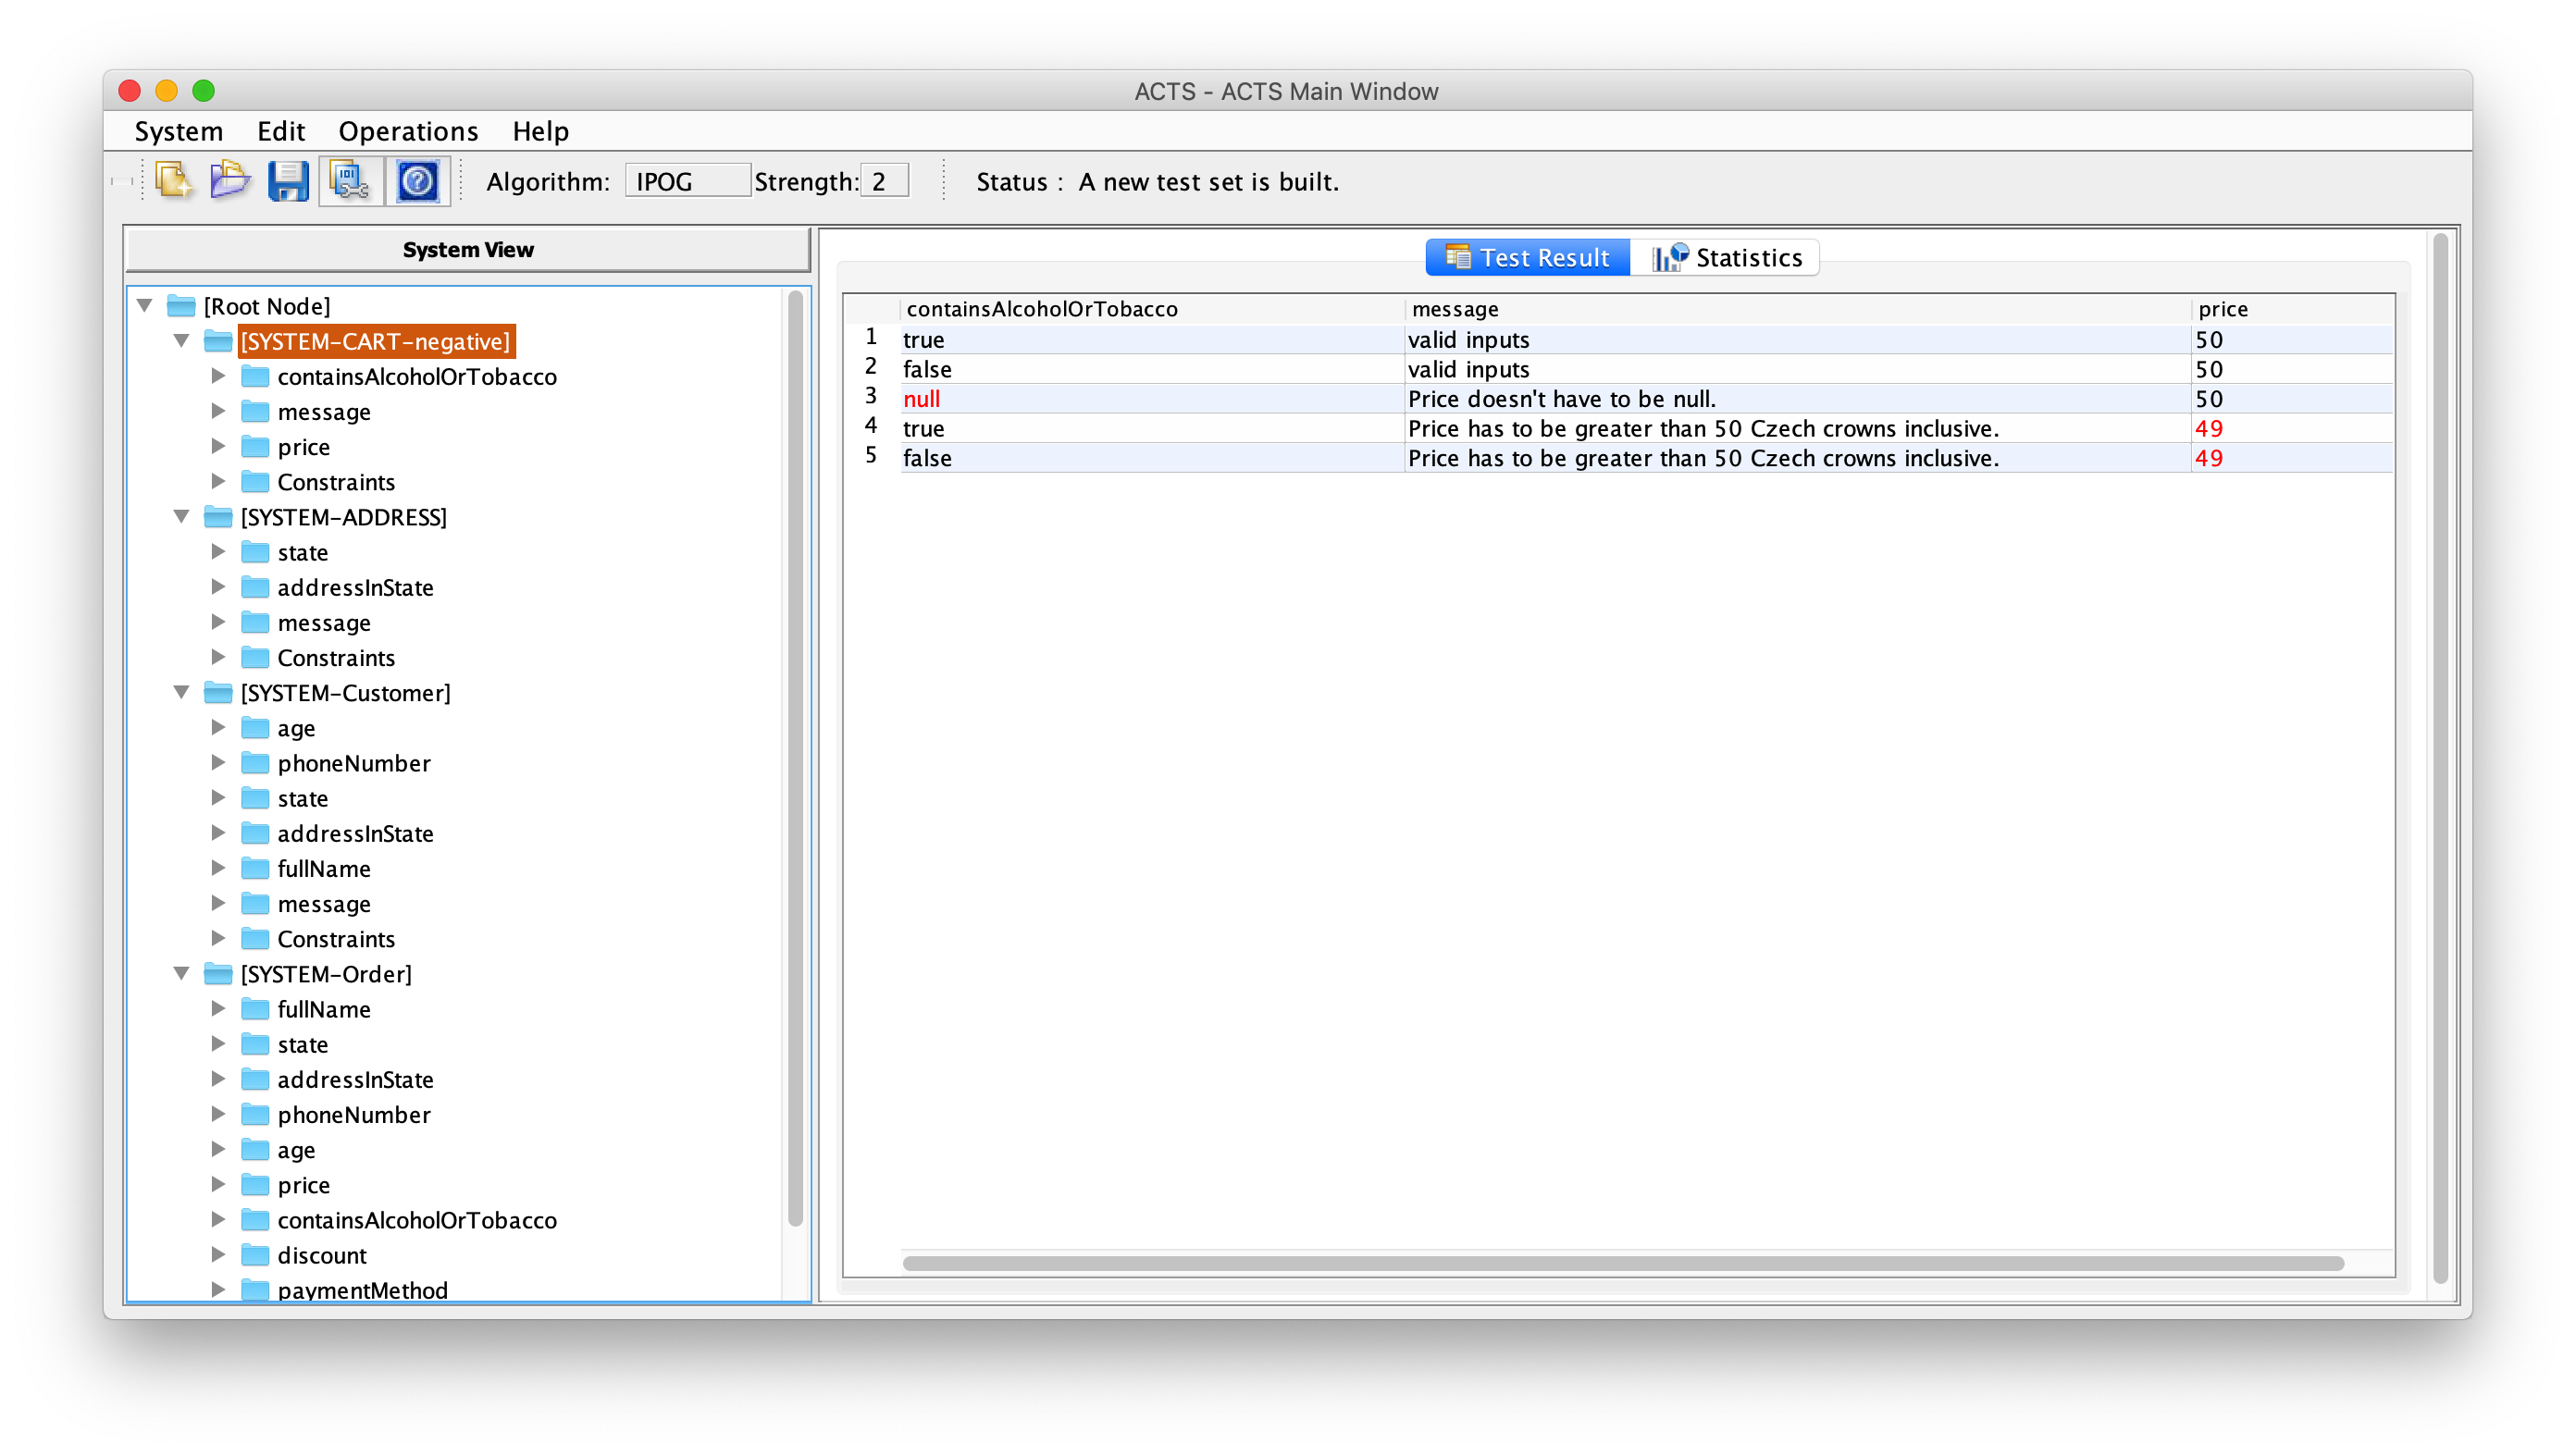 ACTS - ACTS Main Window
System Edit Operations Help
Algorithm: IPOG Strength: 2 Status : A new test set is built.
System View
[Root Node]
[SYSTEM-CART-negative]
containsAlcoholOrTobacco
message
price
Constraints
[SYSTEM-ADDRESS]
state
addressInState
message
Constraints
[SYSTEM-Customer]
age
phoneNumber
state
addressInState
fullName
message
Constraints
[SYSTEM-Order]
fullName
state
addressInState
phoneNumber
age
price
containsAlcoholOrTobacco
discount
paymentMethod
Test Result Statistics
containsAlcoholOrTobacco message price
1 true valid inputs 50
2 false valid inputs 50
3 null Price doesn't have to be null. 50
4 true Price has to be greater than 50 Czech crowns inclusive. 49
5 false Price has to be greater than 50 Czech crowns inclusive. 49